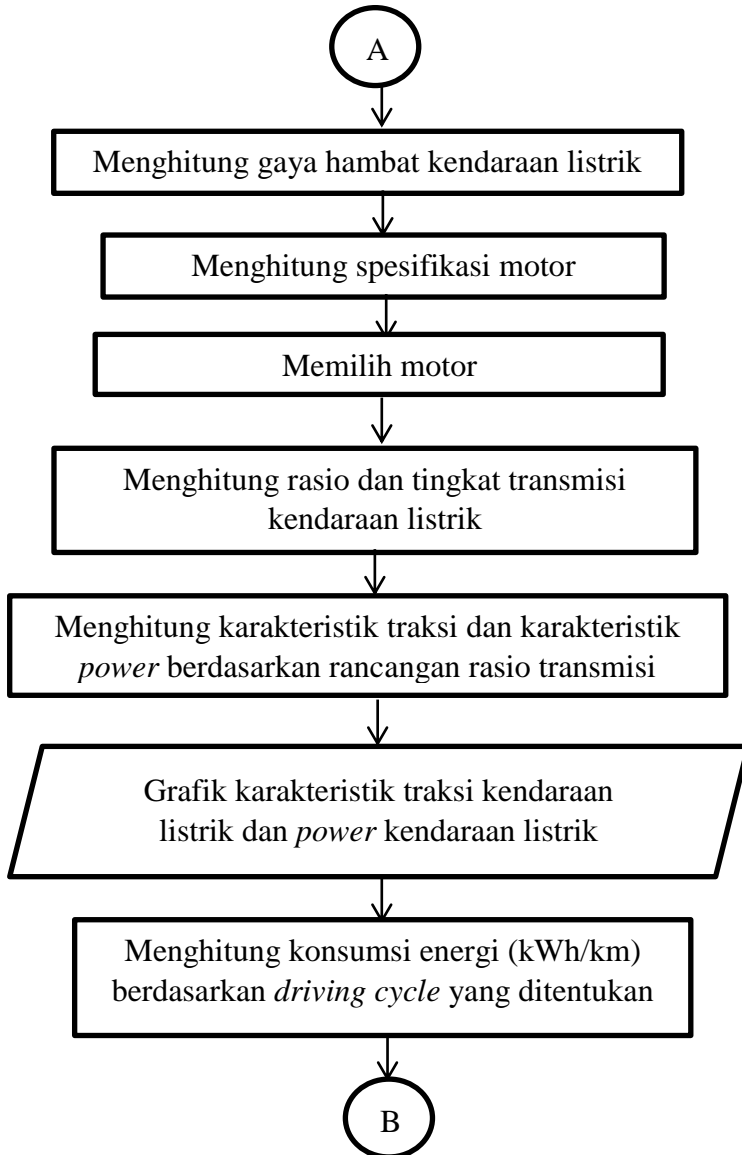 A
Menghitung gaya hambat kendaraan listrik
Menghitung spesifikasi motor
Memilih motor
Menghitung rasio dan tingkat transmisi
kendaraan listrik
Menghitung karakteristik traksi dan karakteristik
power berdasarkan rancangan rasio transmisi
Grafik karakteristik traksi kendaraan
listrik dan power kendaraan listrik
Menghitung konsumsi energi (kWh/km)
berdasarkan driving cycle yang ditentukan
B